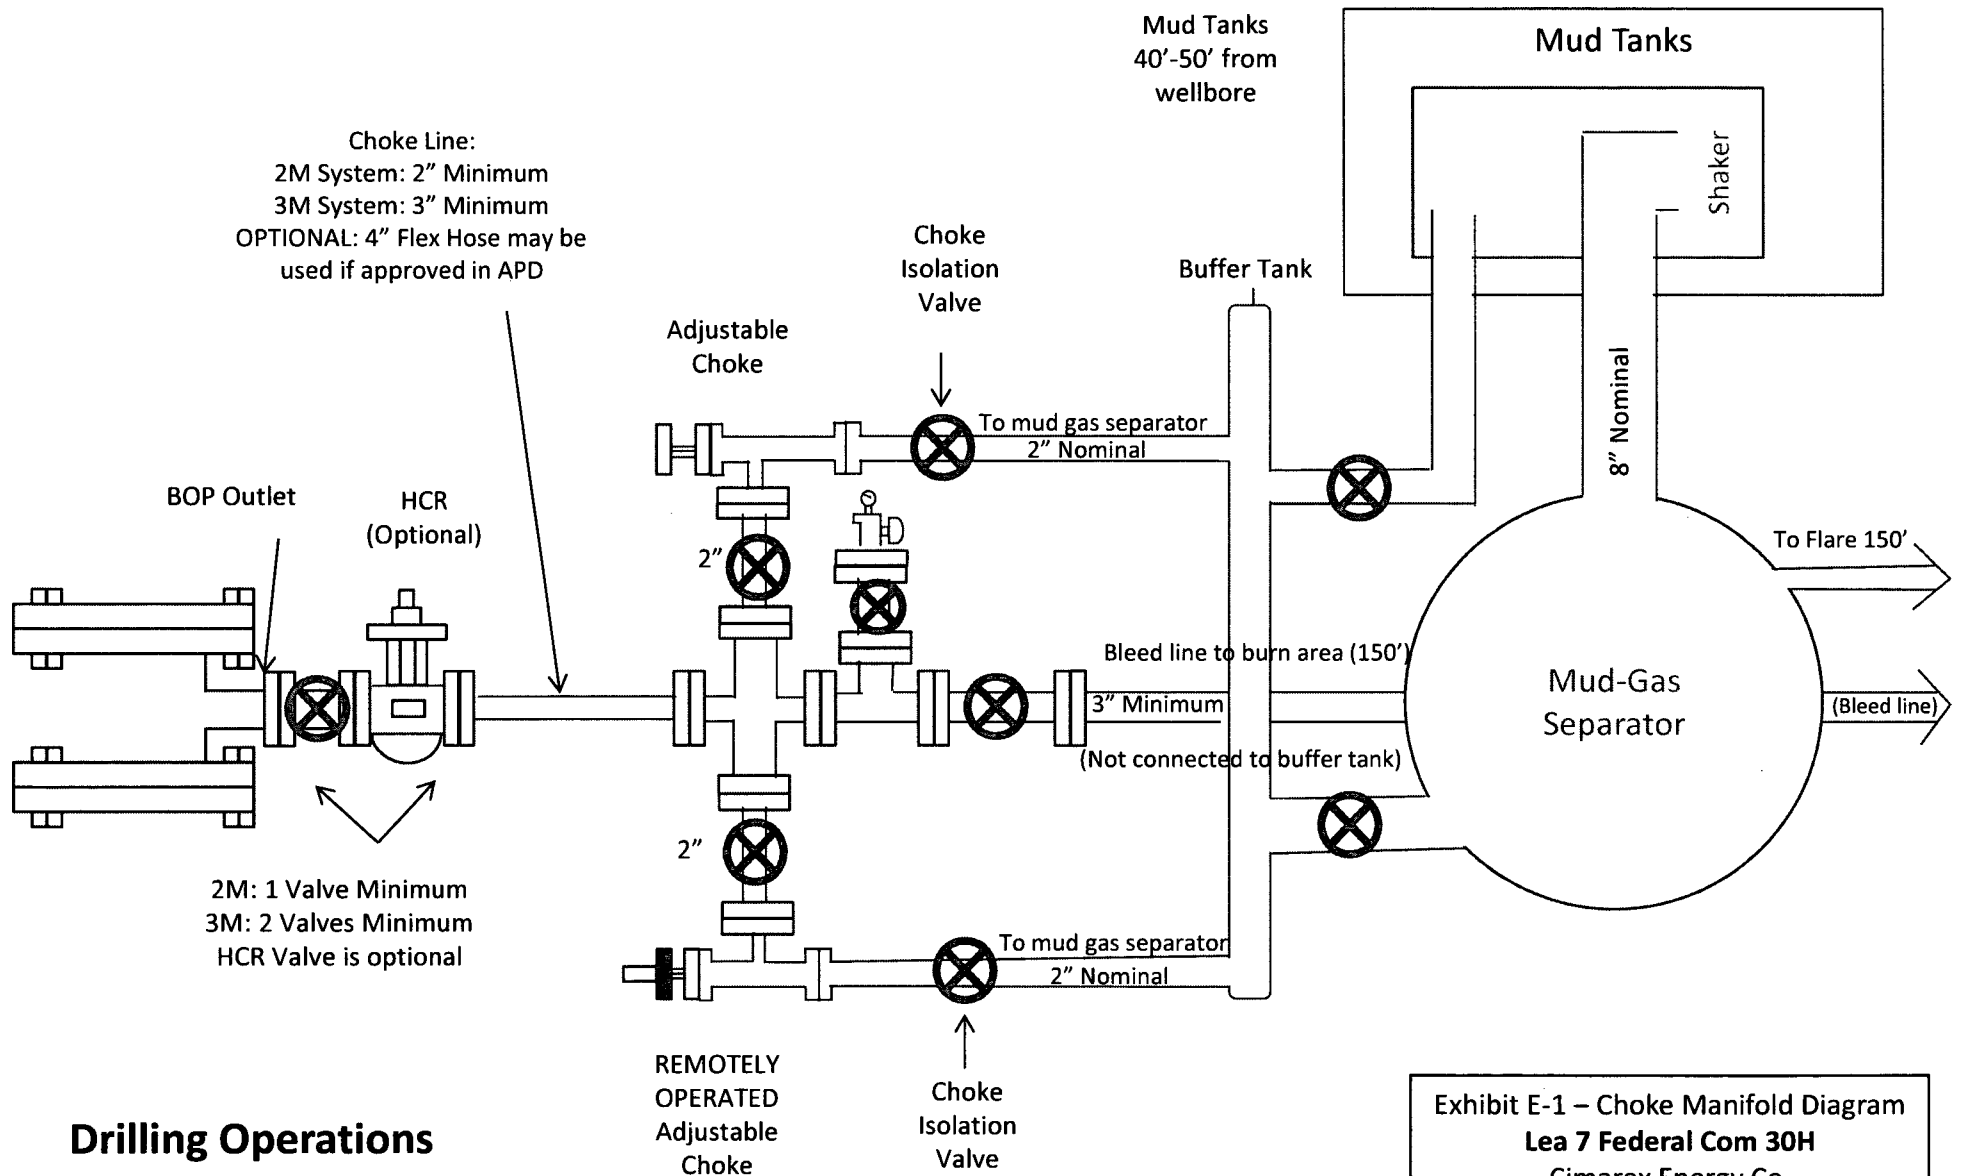 Mud Tanks
40’-50’ from
wellbore
Mud Tanks
Shaker
Choke Line:
2M System: 2” Minimum
3M System: 3” Minimum
OPTIONAL: 4” Flex Hose may be
used if approved in APD
Choke
Isolation
Valve
Buffer Tank
Adjustable
Choke
8” Nominal
To mud gas separator
2” Nominal
BOP Outlet
HCR
(Optional)
2”
To Flare 150’
Bleed line to burn area (150’)
3” Minimum
(Not connected to buffer tank)
Mud-Gas
Separator
(Bleed line)
2”
2M: 1 Valve Minimum
3M: 2 Valves Minimum
HCR Valve is optional
To mud gas separator
2” Nominal
REMOTELY
OPERATED
Adjustable
Choke
Choke
Isolation
Valve
Drilling Operations
Exhibit E-1 – Choke Manifold Diagram
Lea 7 Federal Com 30H
Cimarex Energy Co